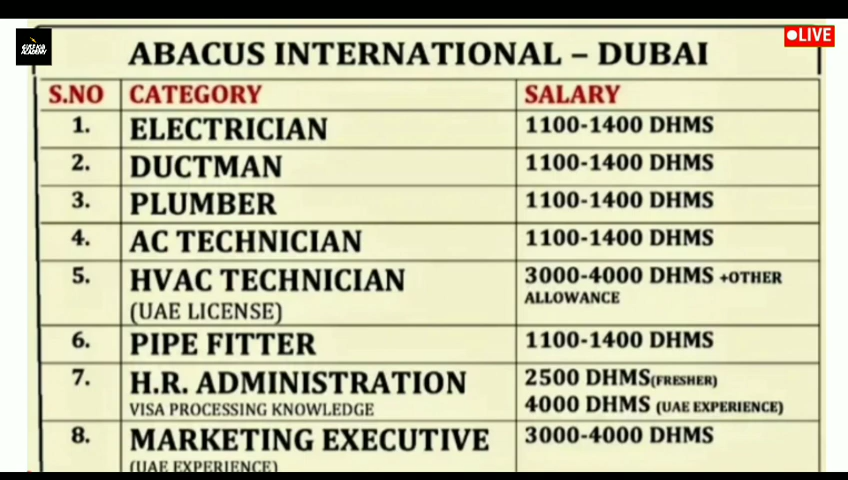 LIVE
ABACUS INTERNATIONAL – DUBAI
S.NO CATEGORY SALARY
1. ELECTRICIAN 1100-1400 DHMS
2. DUCTMAN 1100-1400 DHMS
3. PLUMBER 1100-1400 DHMS
4. AC TECHNICIAN 1100-1400 DHMS
5. HVAC TECHNICIAN 3000-4000 DHMS +OTHER
(UAE LICENSE) ALLOWANCE
6. PIPE FITTER 1100-1400 DHMS
7. H.R. ADMINISTRATION 2500 DHMS(FRESHER)
VISA PROCESSING KNOWLEDGE 4000 DHMS (UAE EXPERIENCE)
8. MARKETING EXECUTIVE 3000-4000 DHMS
(UAE EXPERIENCE)